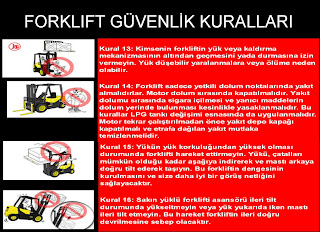 FORKLIFT GÜVENLİK KURALLARI
Kural 13: Kimsenin forkliftin yük veya kaldırma
mekanizmasının altından geçmesini yada durmasına izin
vermeyin. Yük düşebilir yaralanmalara veya ölüme neden
olabilir.
Kural 14: Forklift sadece yetkili dolum noktalarında yakıt
almalıdırlar. Motor dolum sırasında kapatılmalıdır. Yakıt
dolumu sırasında sigara içilmesi ve yanıcı maddelerin
dolum yerinde bulunması kesinlikle yasaklanmalıdır. Bu
kurallar LPG tankı değişimi esnasında da uygulanmalıdır.
Motor tekrar çalıştırılmadan önce yakıt depo kapağı
kapatılmalı ve etrafa dağılan yakıt mutlaka
temizlenmelidir.
Kural 15: Yükün yük korkuluğundan yüksek olması
durumunda forklifti hareket ettirmeyin. Yükü, çatalları
mümkün olduğu kadar aşağıya indirerek ve mastı arkaya
doğru tilt ederek taşıyın. Bu forkliftin dengesinin
kurulmasını ve size daha iyi bir görüş netliğini
sağlayacaktır.
Kural 16: Sakın yüklü forklift asansörü ileri tilt
durumunda yükseltmeyin veya yük yukarıda iken mastı
ileri tilt etmeyin. Bu hareket forkliftin ileri doğru
devrilmesine sebep olacaktır.